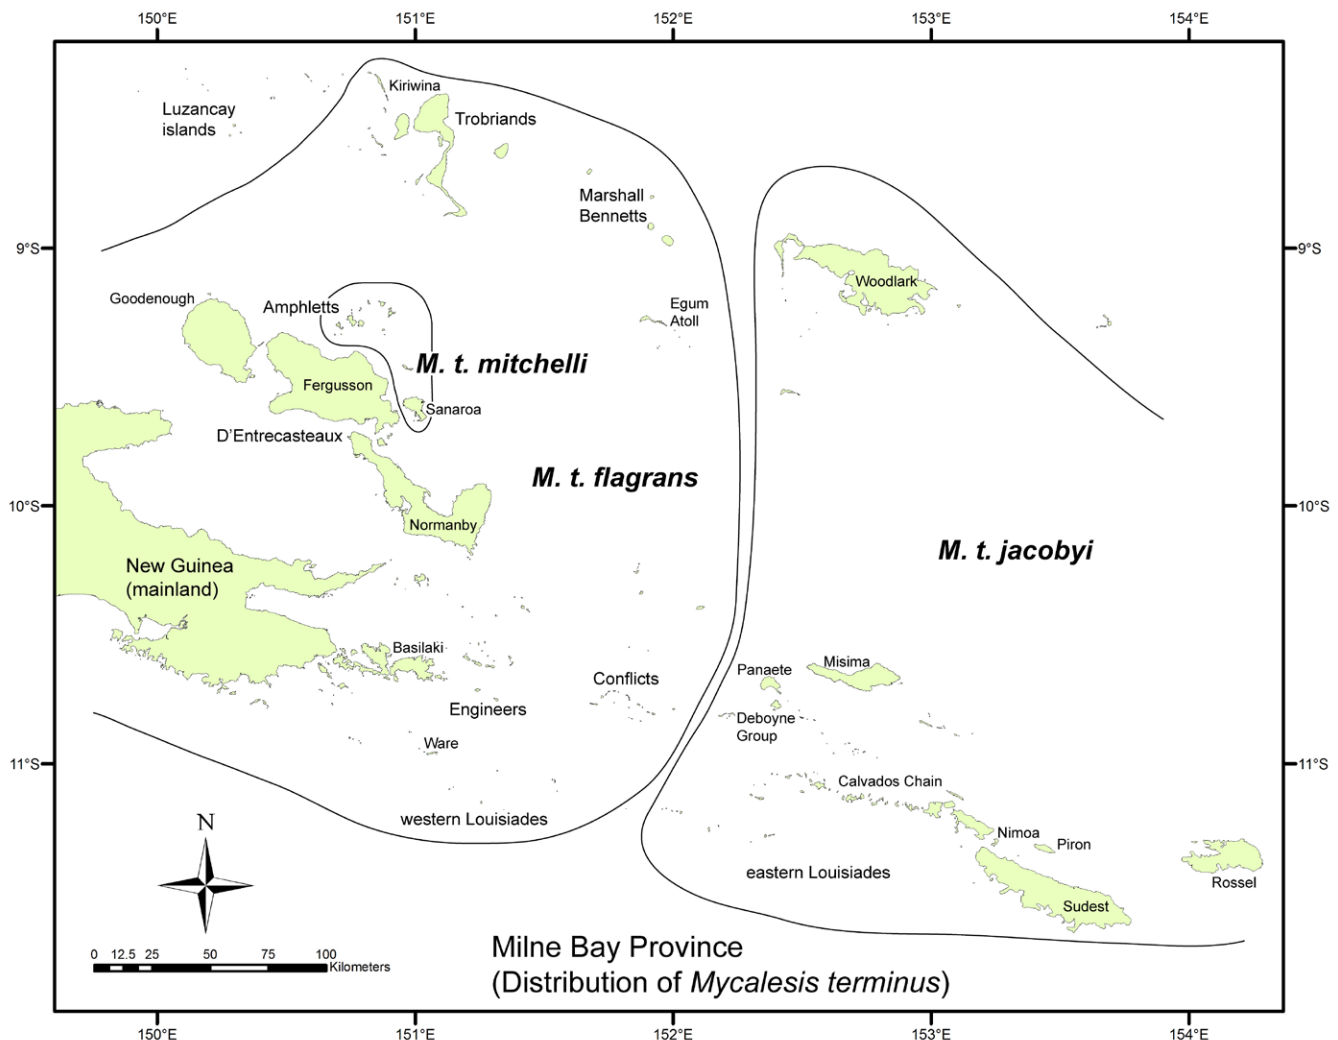 150°E 151°E 152°E 153°E 154°E
Kiriwina
Luzancay
islands
Trobriands
Marshall
Bennetts
9°S 9°S
Woodlark
Goodenough
Amphletts
Egum
Atoll
M. t. mitchelli
Fergusson
Sanaroa
D'Entrecasteaux
M. t. flagrans
10°S 10°S
Normanby
M. t. jacobyi
New Guinea
(mainland)
Basilaki
Misima
Panaete
Conflicts
Engineers
Deboyne
Group
Ware
11°S 11°S
Calvados Chain
western Louisiades
N
Nimoa
Piron
eastern Louisiades
Rossel
Sudest
Milne Bay Province
(Distribution of Mycalesis terminus)
0 12.5 25 50 75 100
Kilometers
150°E 151°E 152°E 153°E 154°E